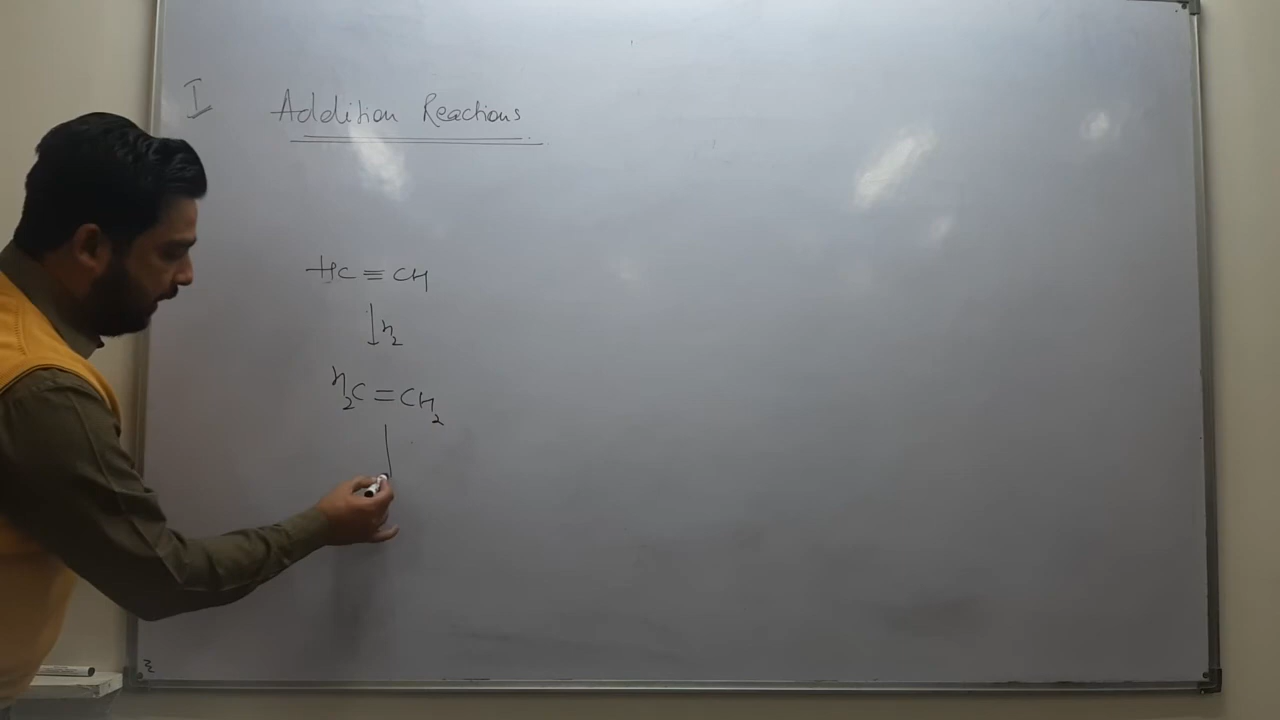 I Addition Reactions
HC ≡ CH
↓ H₂
H₂C = CH₂